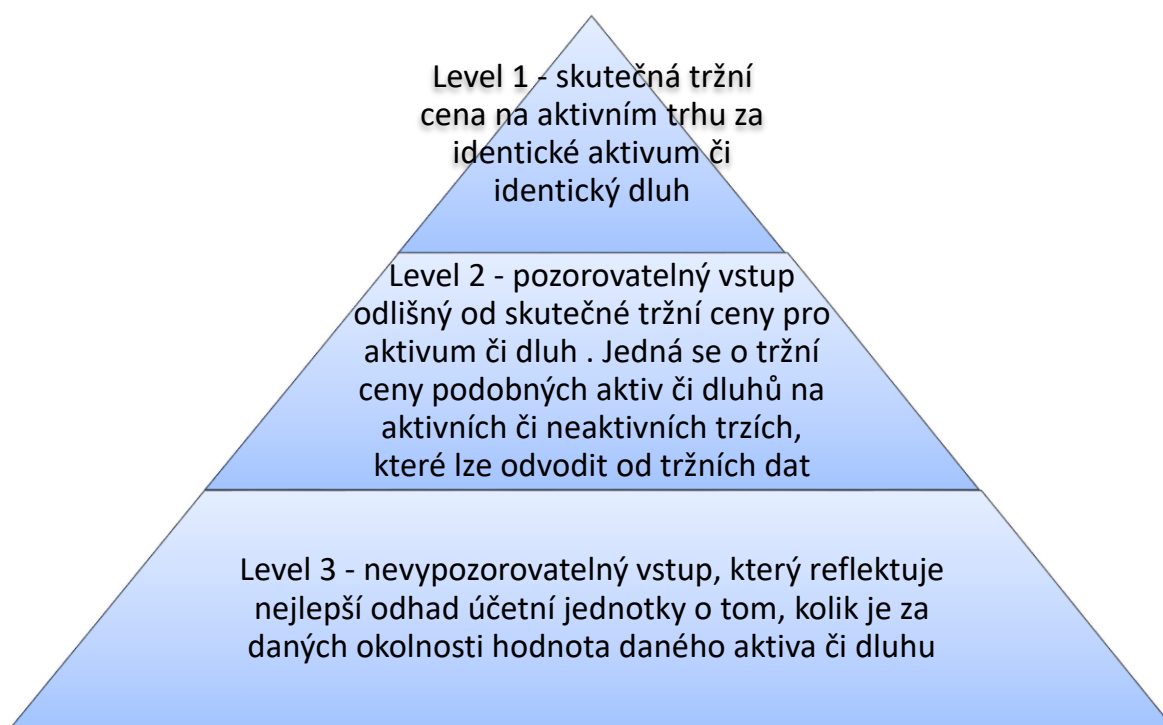 Level 1 - skutečná tržní
cena na aktivním trhu za
identické aktivum či
identický dluh
Level 2 - pozorovatelný vstup
odlišný od skutečné tržní ceny pro
aktivum či dluh . Jedná se o tržní
ceny podobných aktiv či dluhů na
aktivních či neaktivních trzích,
které lze odvodit od tržních dat
Level 3 - nevypozorovatelný vstup, který reflektuje
nejlepší odhad účetní jednotky o tom, kolik je za
daných okolnosti hodnota daného aktiva či dluhu